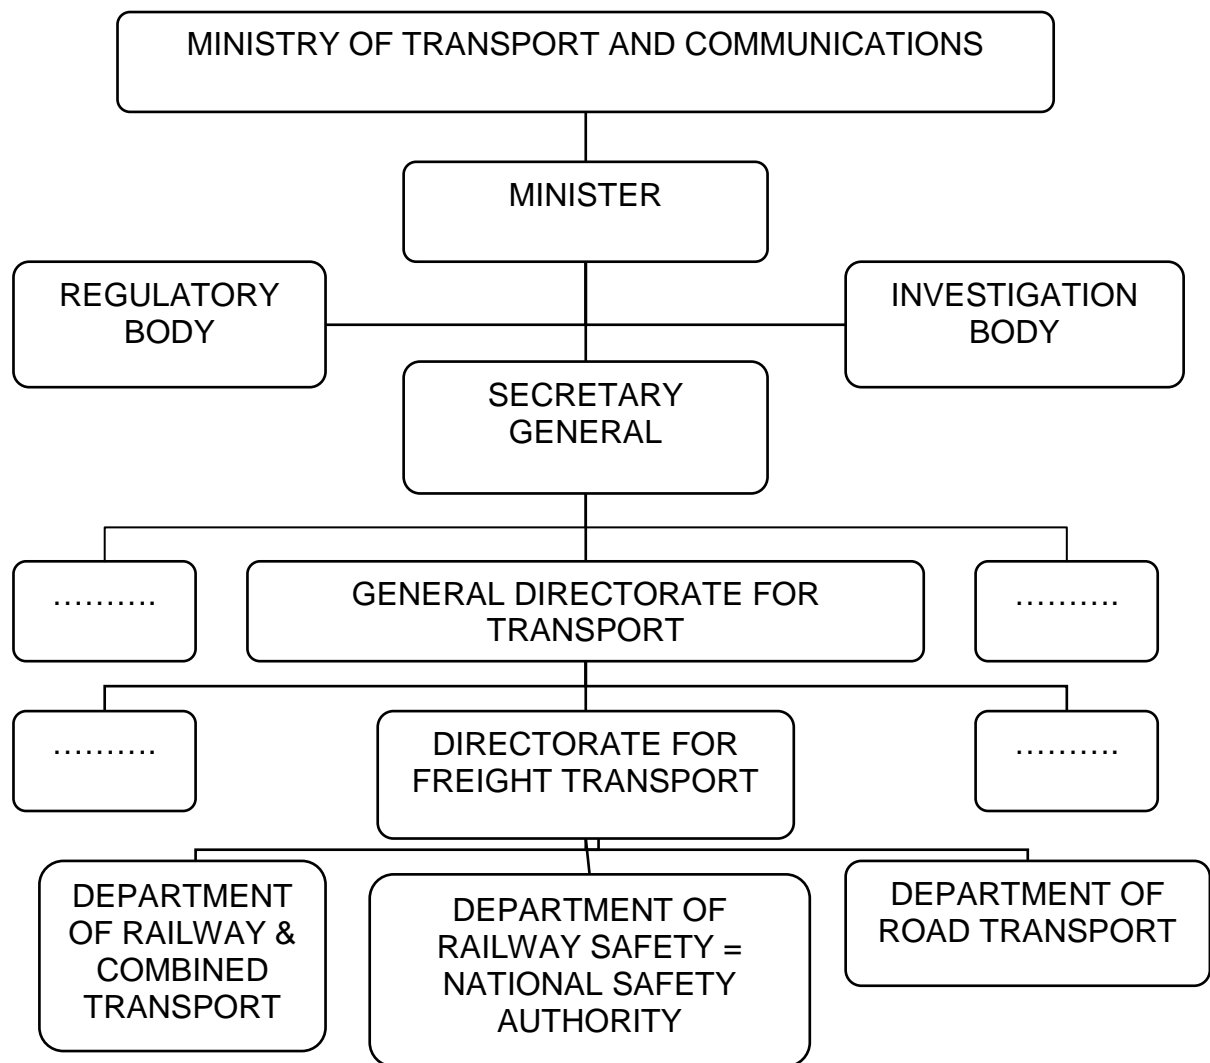 MINISTRY OF TRANSPORT AND COMMUNICATIONS
MINISTER
REGULATORY
BODY
INVESTIGATION
BODY
SECRETARY
GENERAL
……….
GENERAL DIRECTORATE FOR
TRANSPORT
……….
……….
DIRECTORATE FOR
FREIGHT TRANSPORT
……….
DEPARTMENT
OF RAILWAY &
COMBINED
TRANSPORT
DEPARTMENT OF
RAILWAY SAFETY =
NATIONAL SAFETY
AUTHORITY
DEPARTMENT OF
ROAD TRANSPORT